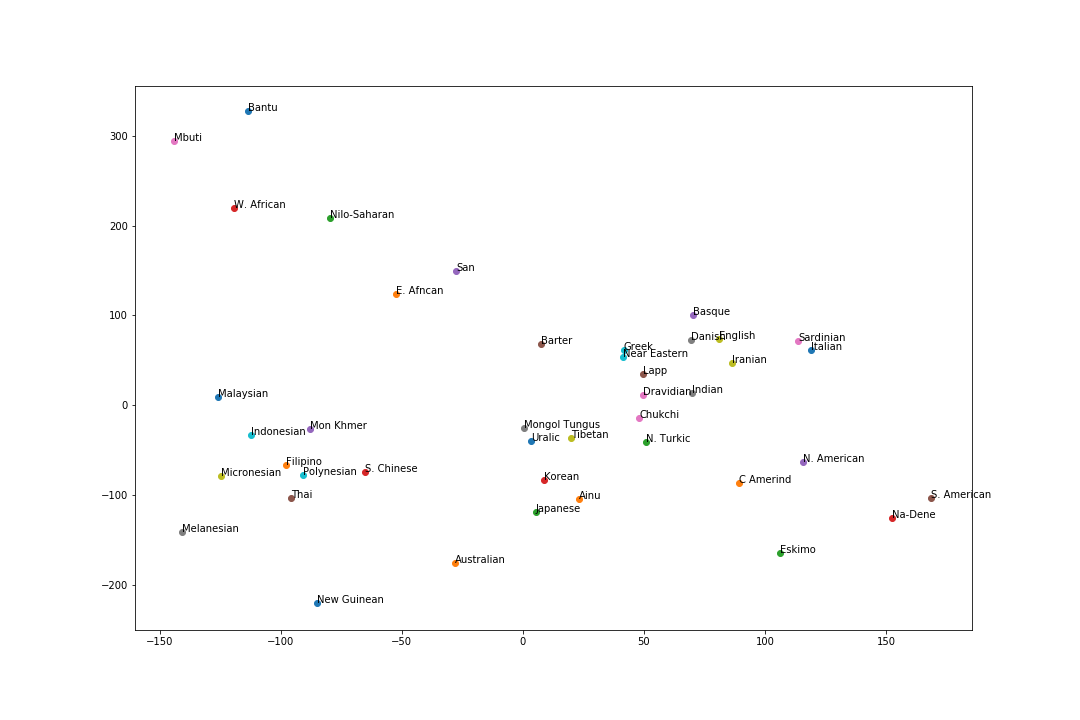 Bantu
Mbuti
W. African
Nilo-Saharan
San
E. Afncan
Basque
Barter
Danish
English
Sardinian
Greek
Italian
Near Eastern
Iranian
Lapp
Malaysian
Dravidian
Indian
Chukchi
Mon Khmer
Mongol Tungus
Indonesian
Uralic
Tibetan
N. Turkic
Filipino
N. American
Micronesian
Polynesian
S. Chinese
Korean
C Amerind
Thai
Ainu
S. American
Japanese
Na-Dene
Melanesian
Eskimo
Australian
New Guinean
300
200
100
0
−100
−200
−150 −100 −50 0 50 100 150